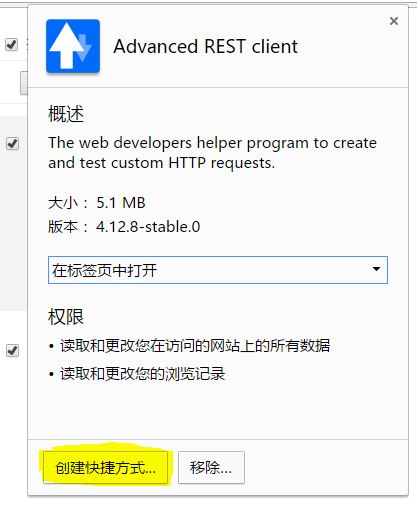 Advanced REST client
概述
The web developers helper program to create
and test custom HTTP requests.
大小： 5.1 MB
版本： 4.12.8-stable.0
在标签页中打开
权限
• 读取和更改您在访问的网站上的所有数据
• 读取和更改您的浏览记录
创建快捷方式... 移除...